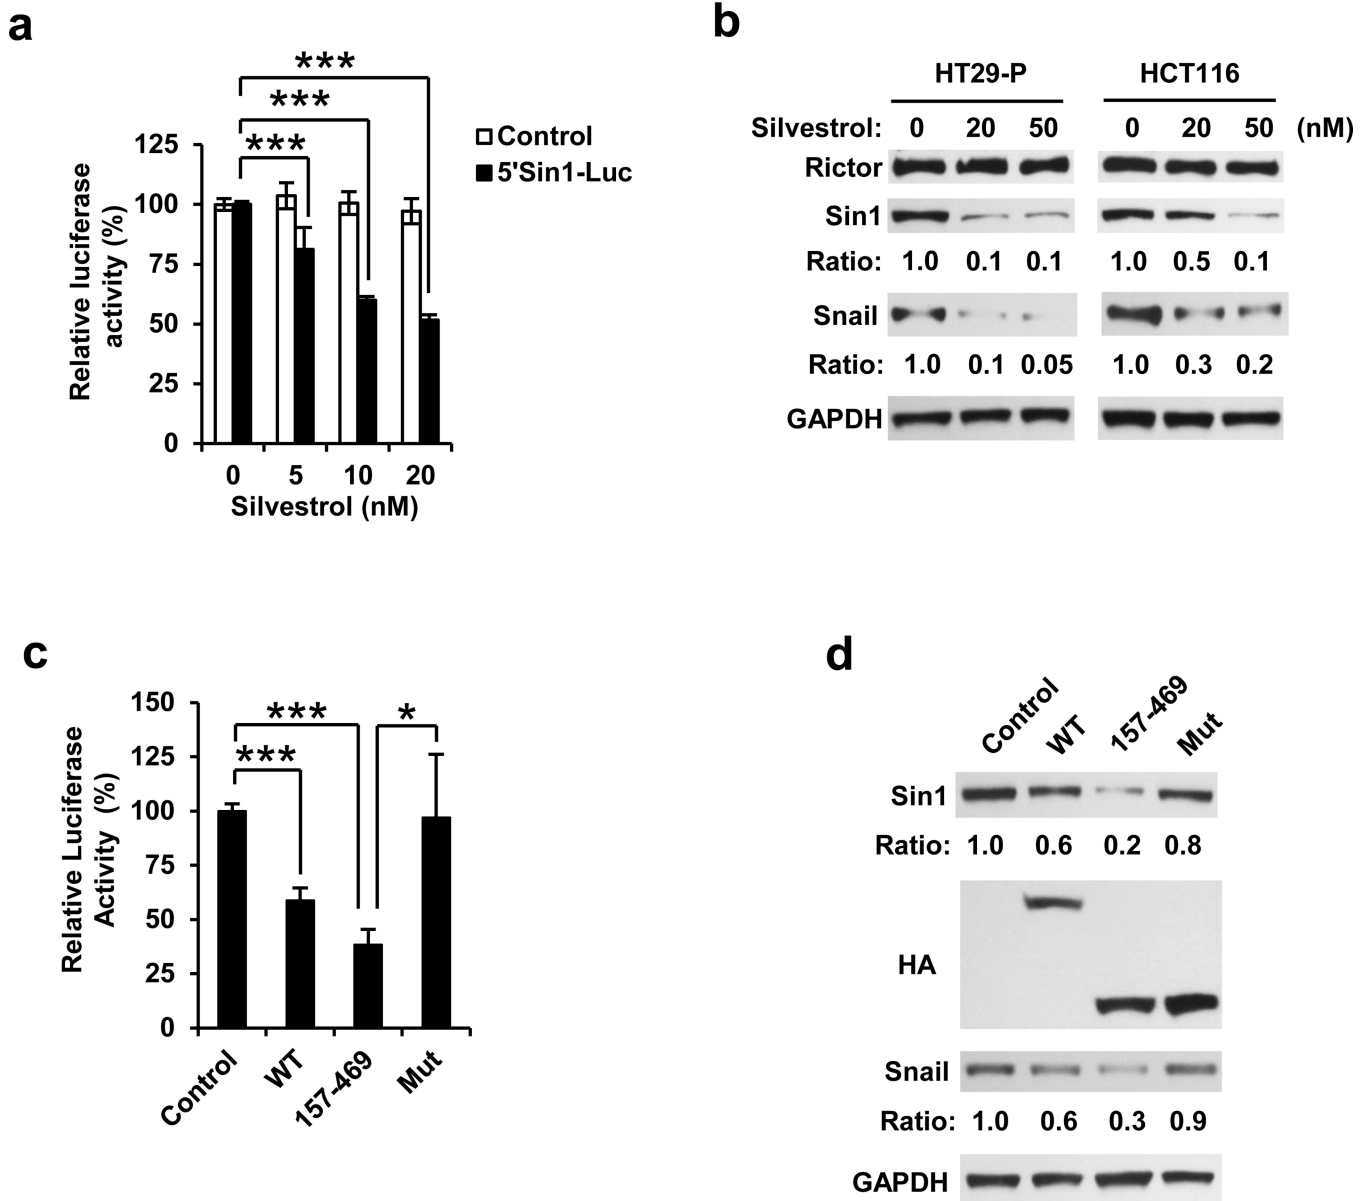 a
***
***
***
Control
5'Sin1-Luc
125
100
75
50
25
0
Relative luciferase
activity (%)
0 5 10 20
Silvestrol (nM)
b
HT29-P HCT116
Silvestrol: 0 20 50 0 20 50 (nM)
Rictor
Sin1
Ratio: 1.0 0.1 0.1 1.0 0.5 0.1
Snail
Ratio: 1.0 0.1 0.05 1.0 0.3 0.2
GAPDH
c
*** *
***
150
125
100
75
50
25
0
Relative Luciferase
Activity (%)
Control WT 157-469 Mut
d
Control WT 157-469 Mut
Sin1
Ratio: 1.0 0.6 0.2 0.8
HA
Snail
Ratio: 1.0 0.6 0.3 0.9
GAPDH